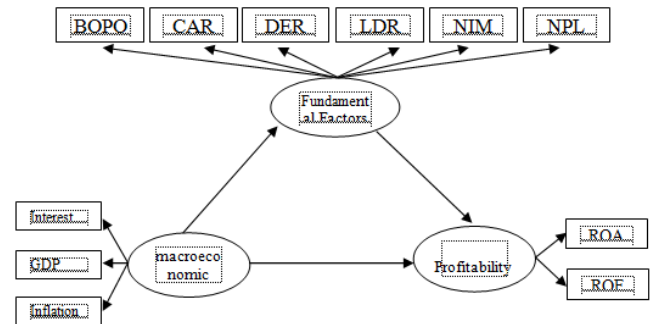 BOPO CAR DER LDR NIM NPL
Fundament
al Factors
Interest
GDP
Inflation
macroeco
nomic
Profitability
ROA
ROE